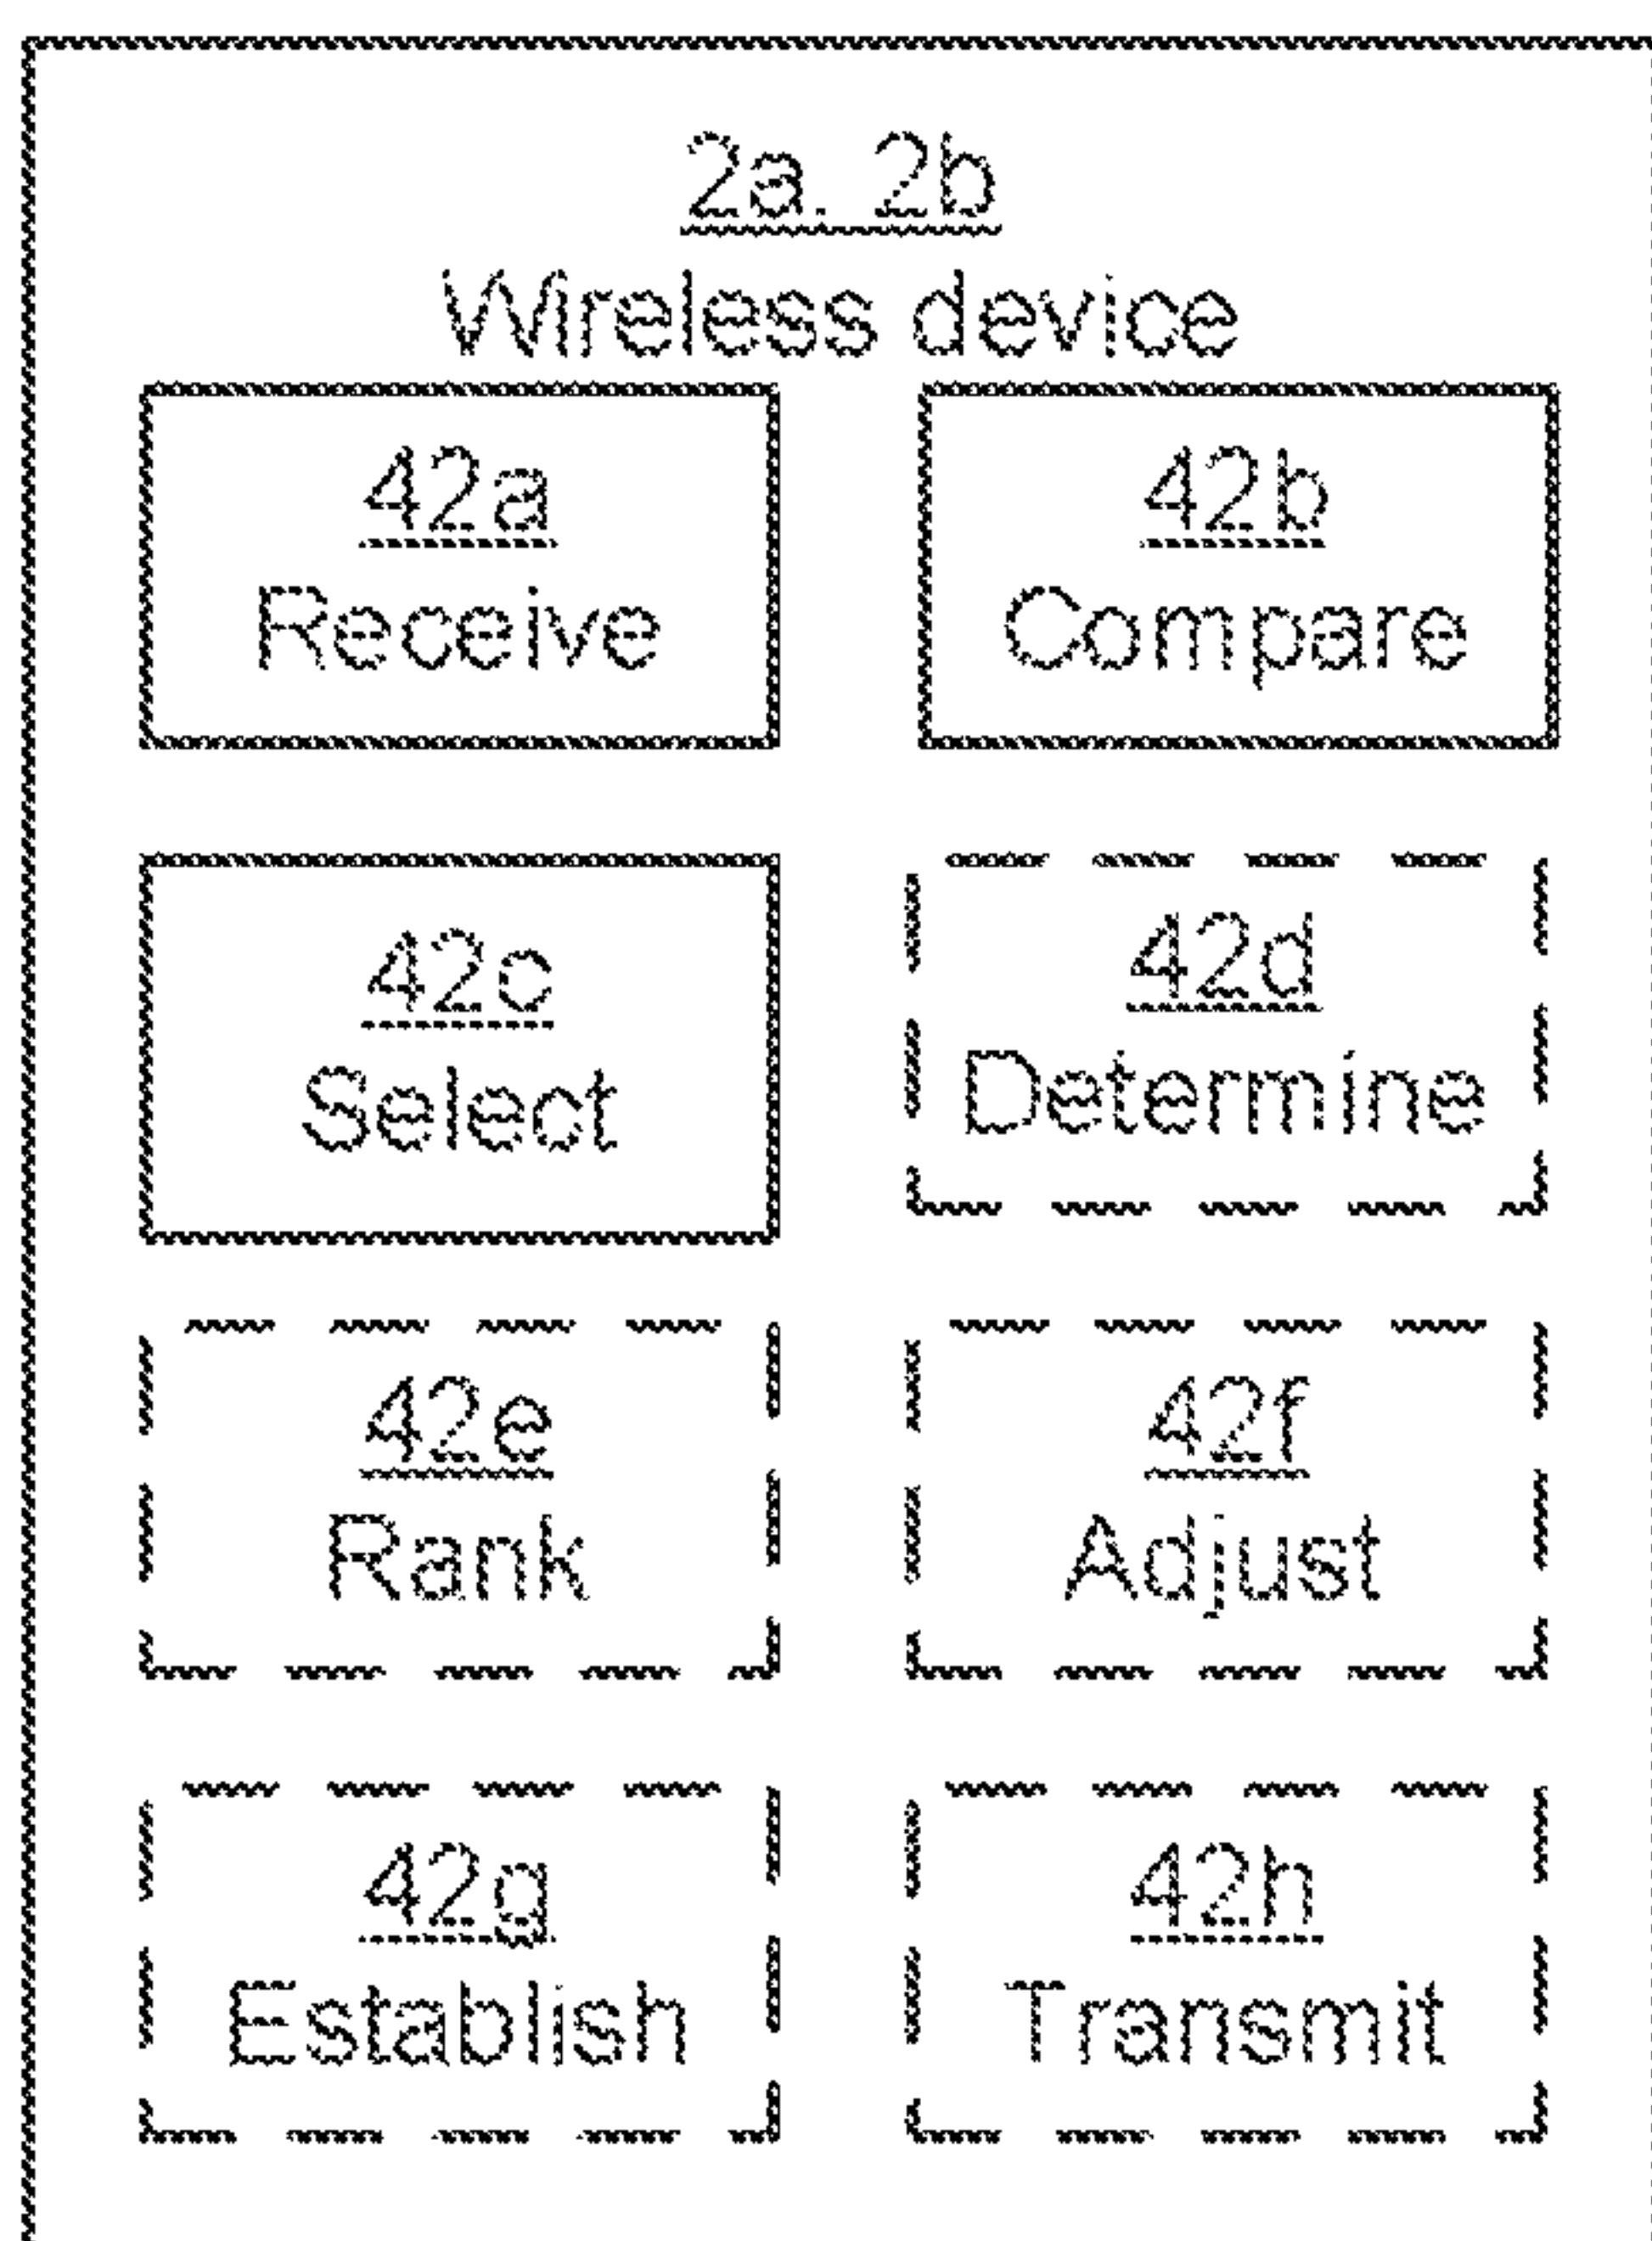 2a. 2b
Wireless device
42a
Receive
42b
Compare
42c
Select
42d
Determine
42e
Rank
42f
Adjust
42g
Establish
42h
Transmit